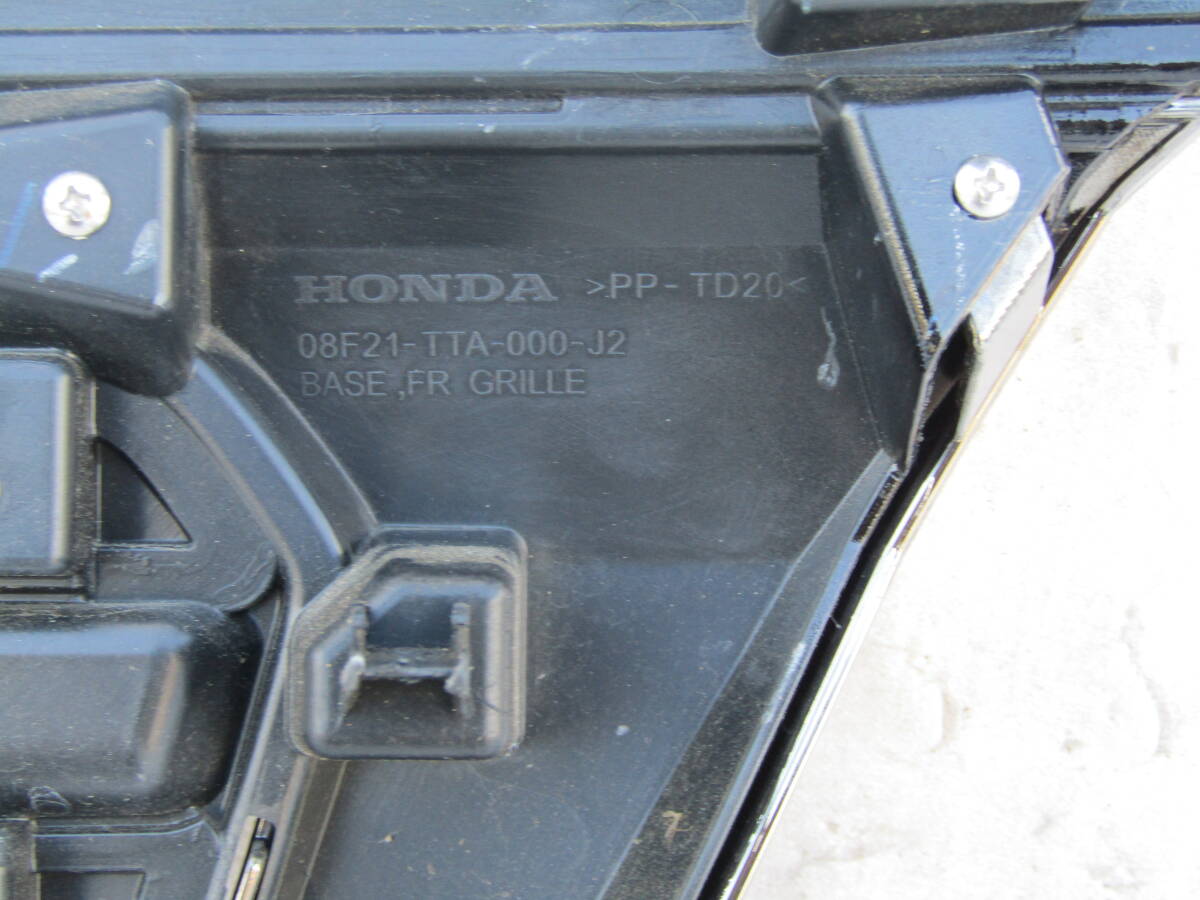 HONDA >PP-TD20<
08F21-TTA-000-J2
BASE ,FR GRILLE